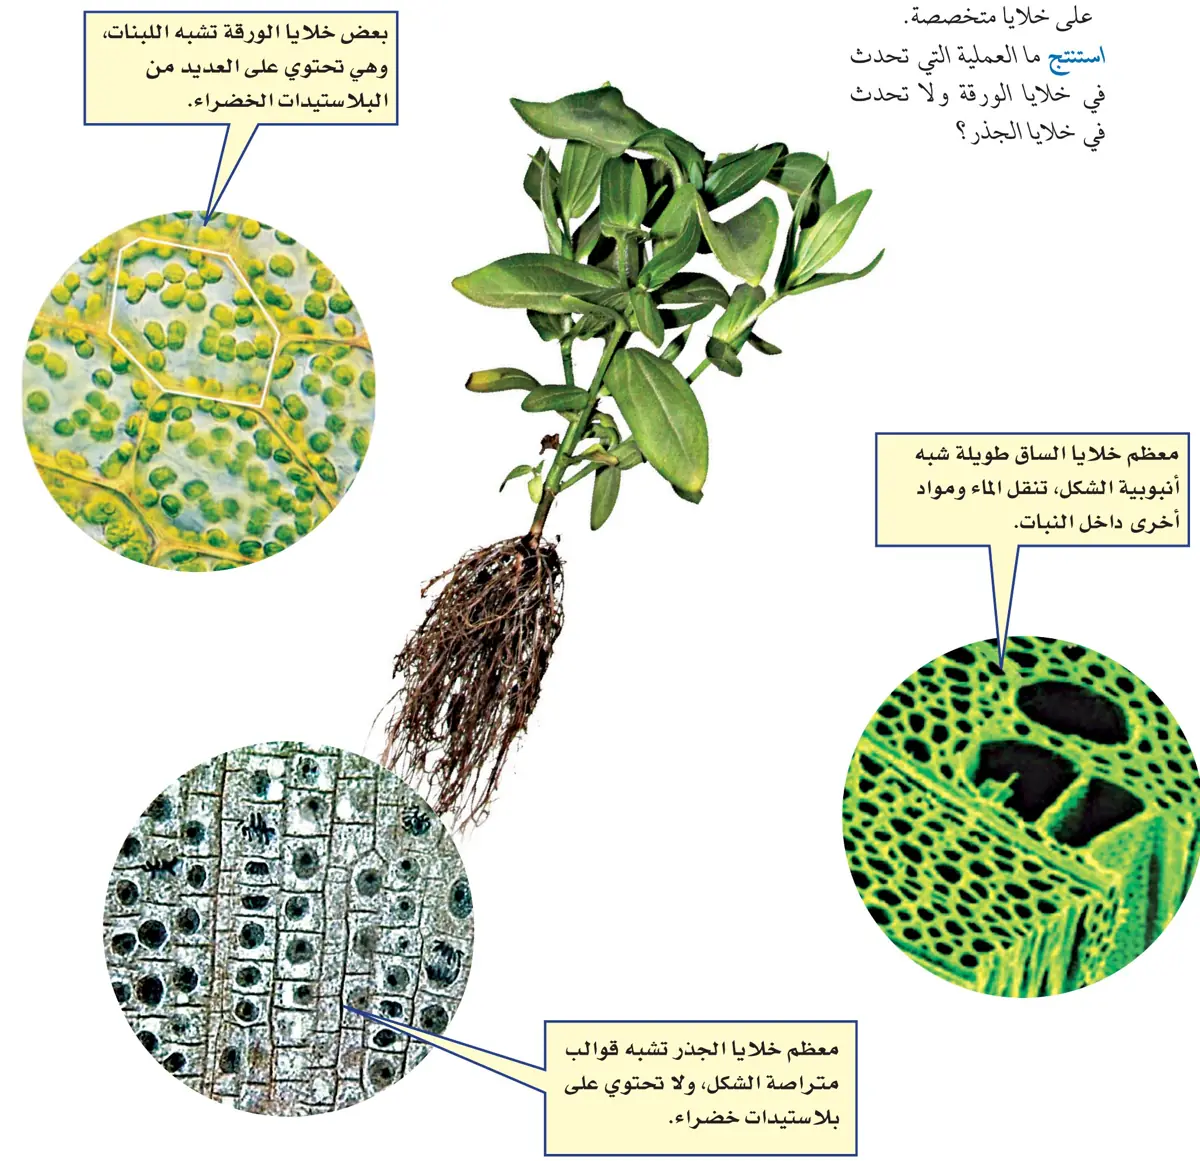 على خلايا متخصصة.
استنتج ما العملية التي تحدث
في خلايا الورقة ولا تحدث
في خلايا الجذر؟
بعض خلايا الورقة تشبه اللبنات،
وهي تحتوي على العديد من
البلاستيدات الخضراء.
معظم خلايا الساق طويلة شبه
أنبوبية الشكل، تنقل الماء ومواد
أخرى داخل النبات.
معظم خلايا الجذر تشبه قوالب
متراصة الشكل، ولا تحتوي على
بلاستيدات خضراء.